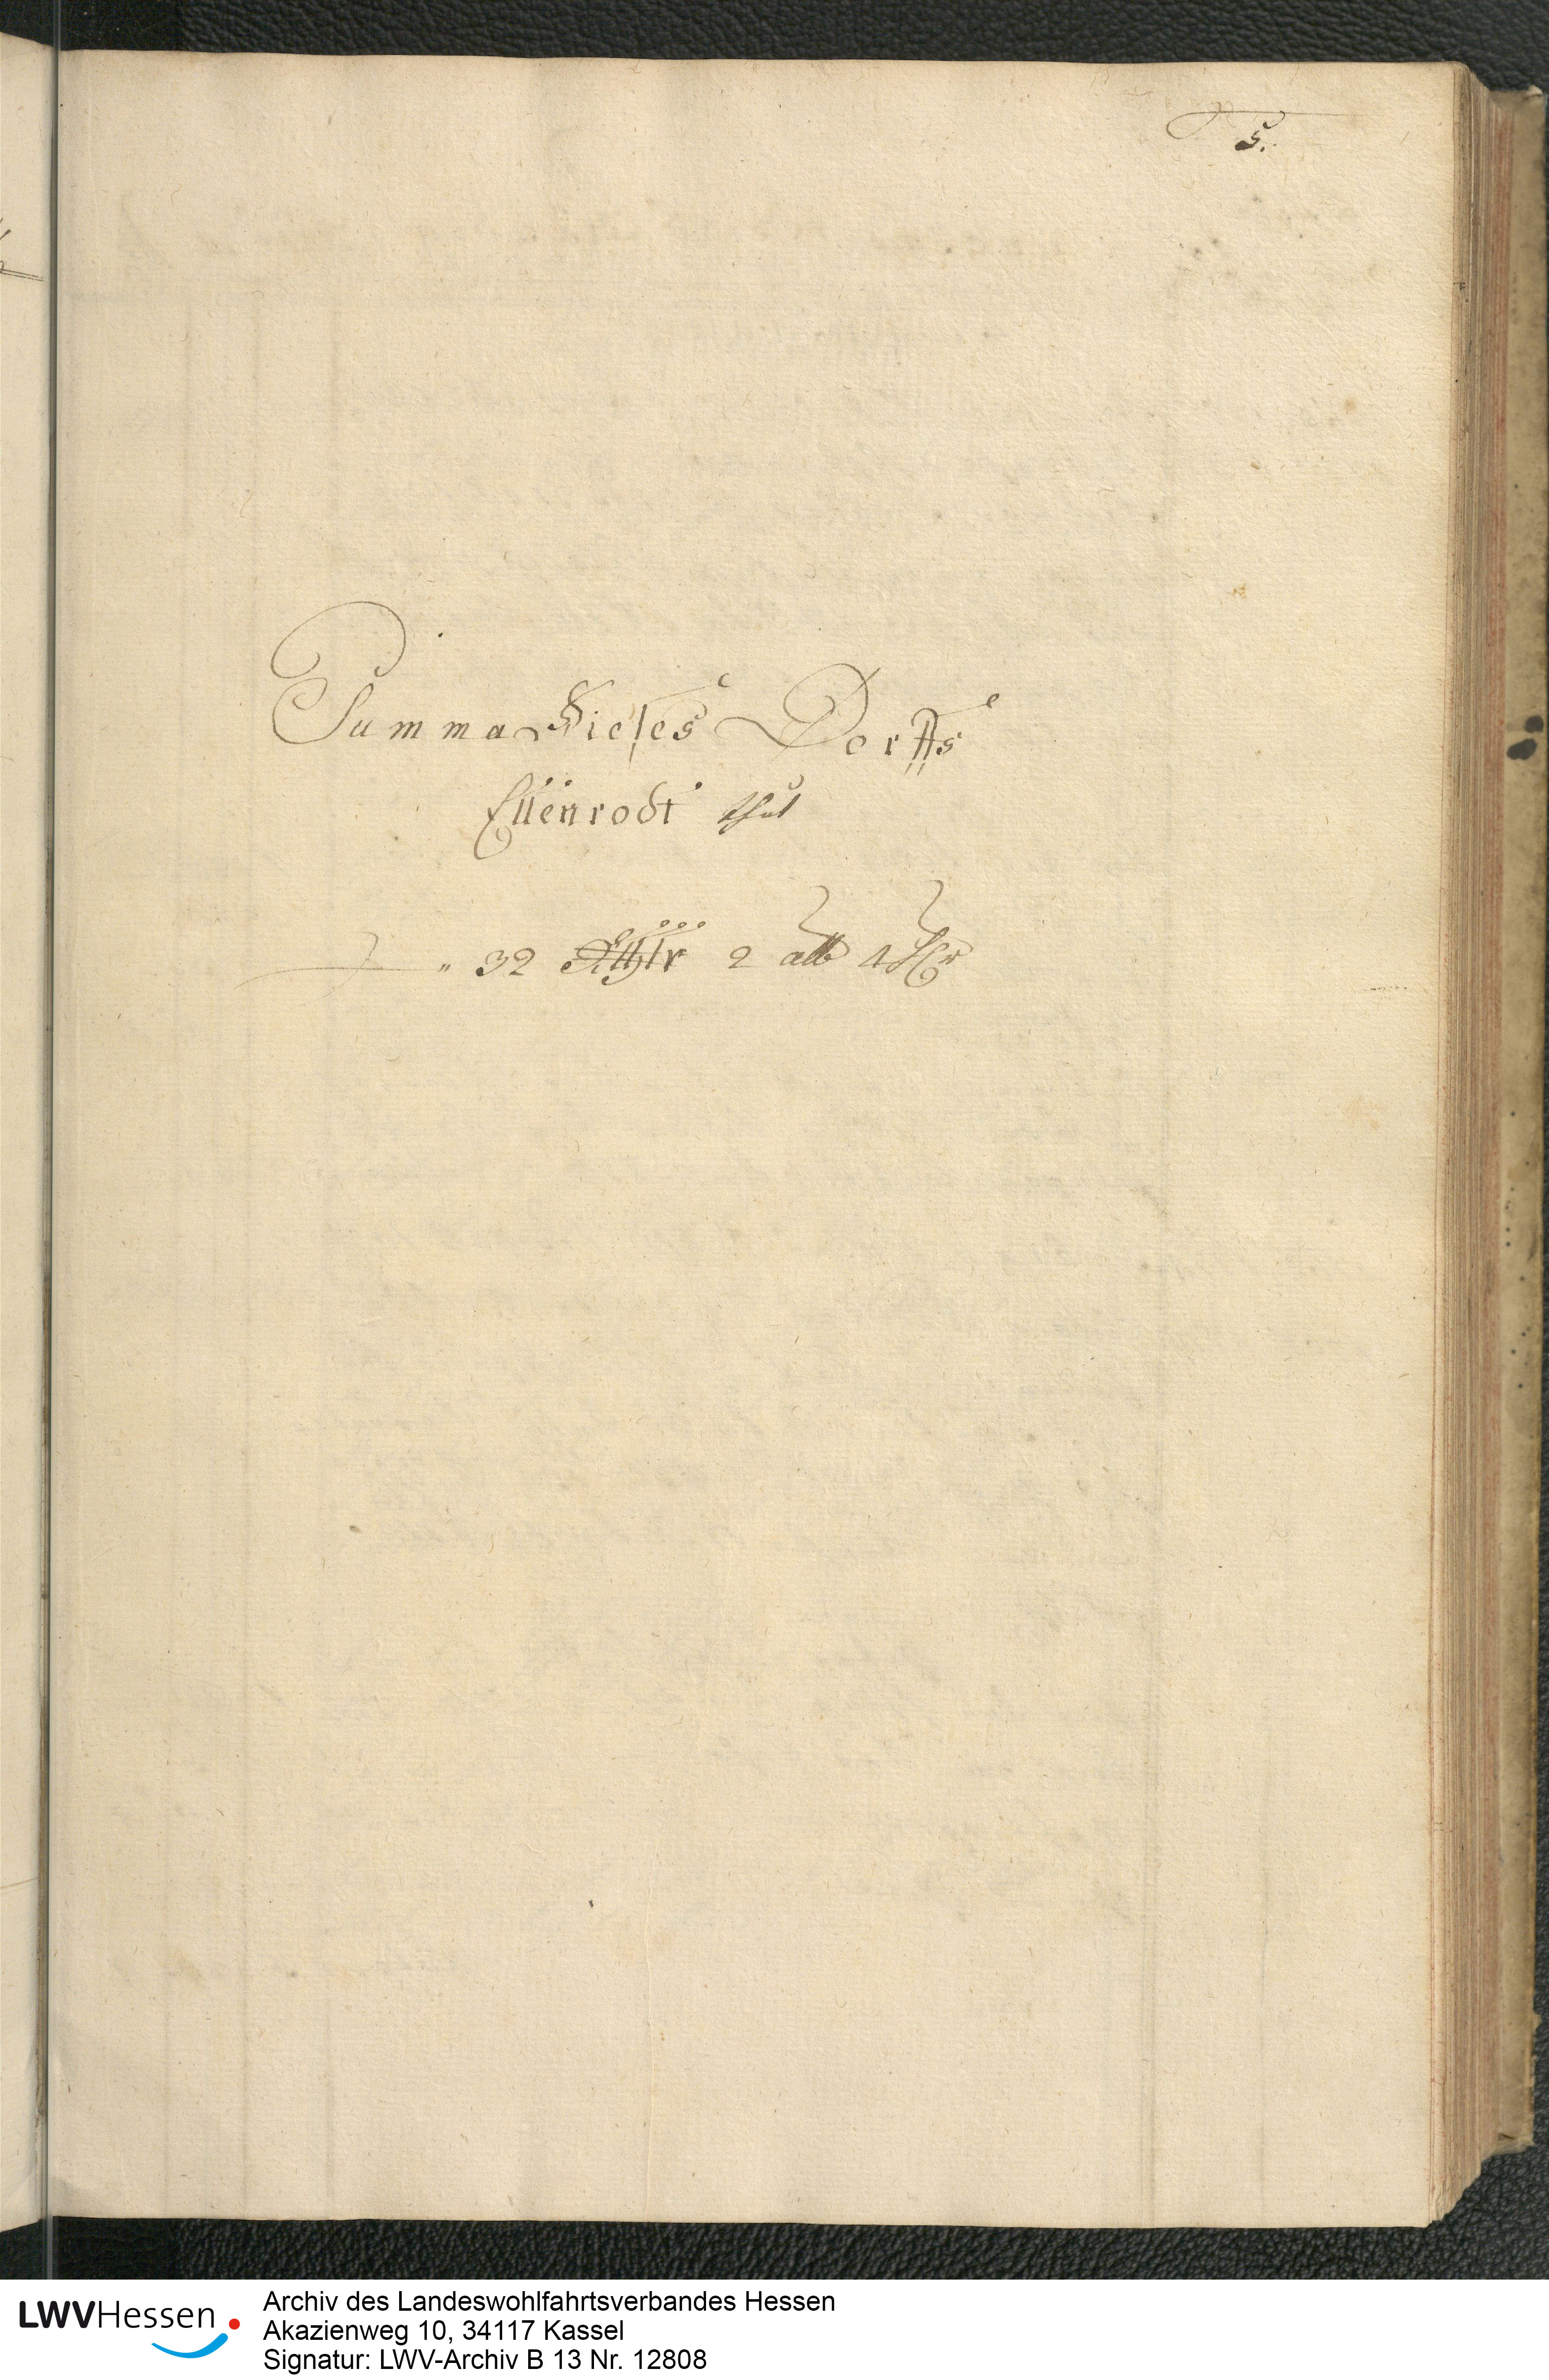 5.
Summa Dieses Dorffs
Ellenrodt thut
" 32 Rthlr 2 alb 4 hlr
LWVHessen
Archiv des Landeswohlfahrtsverbandes Hessen
Akazienweg 10, 34117 Kassel
Signatur: LWV-Archiv B 13 Nr. 12808